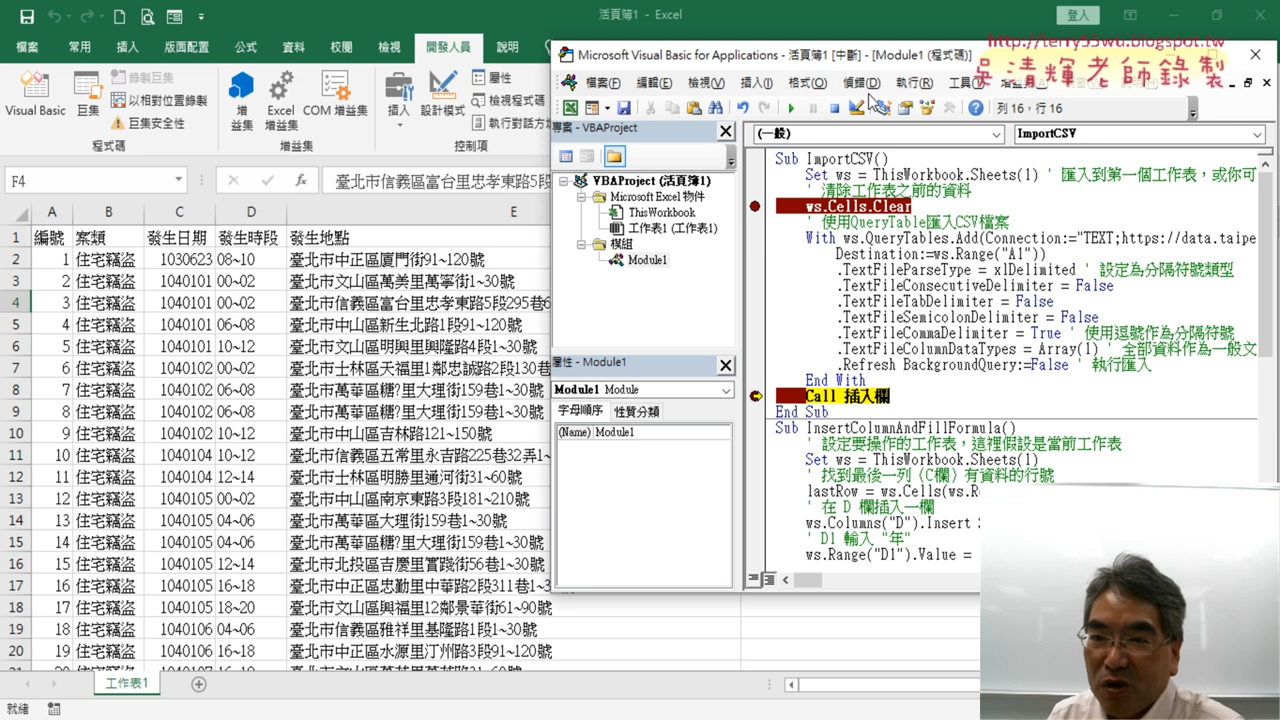 活頁簿1 - Excel
登入
檔案 常用 插入 版面配置 公式 資料 校閱 檢視 開發人員 說明
Visual Basic
巨集
錄製巨集
以相對位置錄製
巨集安全性
程式碼
增益集
Excel 增益集
COM 增益集
增益集
插入
設計模式
屬性
檢視程式碼
執行對話方
控制項
F4
臺北市信義區富台里忠孝東路5段
A B C D E
1 編號 案類 發生日期 發生時段 發生地點
2 1 住宅竊盜 1030623 08~10 臺北市中正區廈門街91~120號
3 2 住宅竊盜 1040101 00~02 臺北市文山區萬美里萬寧街1~30號
4 3 住宅竊盜 1040101 00~02 臺北市信義區富台里忠孝東路5段295巷6
5 4 住宅竊盜 1040101 06~08 臺北市中山區新生北路1段91~120號
6 5 住宅竊盜 1040101 10~12 臺北市文山區明興里興隆路4段1~30號
7 6 住宅竊盜 1040102 00~02 臺北市士林區天福里1鄰忠誠路2段130巷
8 7 住宅竊盜 1040102 06~08 臺北市萬華區糖?里大理街159巷1~30號
9 8 住宅竊盜 1040102 06~08 臺北市萬華區糖?里大理街159巷1~30號
10 9 住宅竊盜 1040102 10~12 臺北市中山區吉林路121~150號
11 10 住宅竊盜 1040104 10~12 臺北市信義區五常里永吉路225巷32弄1~
12 11 住宅竊盜 1040104 12~14 臺北市士林區明勝里通河街31~60號
13 12 住宅竊盜 1040105 00~02 臺北市中山區南京東路3段181~210號
14 13 住宅竊盜 1040105 04~06 臺北市萬華區大理街159巷1~30號
15 14 住宅竊盜 1040105 04~06 臺北市萬華區糖?里大理街159巷1~30號
16 15 住宅竊盜 1040105 12~14 臺北市北投區吉慶里實踐街56巷1~30號
17 16 住宅竊盜 1040105 16~18 臺北市中正區忠勤里中華路2段311巷1~3
18 17 住宅竊盜 1040105 18~20 臺北市文山區興福里12鄰景華街61~90號
19 18 住宅竊盜 1040106 04~06 臺北市信義區雅祥里基隆路1段1~30號
20 19 住宅竊盜 1040106 16~18 臺北市中正區水源里汀州路3段91~120號
工作表1
就緒
Microsoft Visual Basic for Applications - 活頁簿1 [中斷] - [Module1 (程式碼)]
http://terry55wu.blogspot.tw
吳清輝老師錄製
檔案(F) 編輯(E) 檢視(V) 插入(I) 格式(O) 偵錯(D) 執行(R) 工具(T)
列 16，行 16
專案 - VBAProject
VBAProject (活頁簿1)
Microsoft Excel 物件
ThisWorkbook
工作表1 (工作表1)
模組
Module1
屬性 - Module1
Module1 Module
字母順序 性質分類
(Name) Module1
(一般) ImportCSV
Sub ImportCSV()
Set ws = ThisWorkbook.Sheets(1) ' 匯入到第一個工作表，或你可
' 清除工作表之前的資料
ws.Cells.Clear
' 使用QueryTable匯入CSV檔案
With ws.QueryTables.Add(Connection:="TEXT;https://data.taipe
Destination:=ws.Range("A1"))
.TextFileParseType = xlDelimited ' 設定為分隔符號類型
.TextFileConsecutiveDelimiter = False
.TextFileTabDelimiter = False
.TextFileSemicolonDelimiter = False
.TextFileCommaDelimiter = True ' 使用逗號作為分隔符號
.TextFileColumnDataTypes = Array(1) ' 全部資料作為一般文
.Refresh BackgroundQuery:=False ' 執行匯入
End With
Call 插入欄
End Sub
Sub InsertColumnAndFillFormula()
' 設定要操作的工作表，這裡假設是當前工作表
Set ws = ThisWorkbook.Sheets(1)
' 找到最後一列 (C欄) 有資料的行號
lastRow = ws.Cells(ws.R
' 在 D 欄插入一欄
ws.Columns("D").Insert
' D1 輸入 "年"
ws.Range("D1").Value =